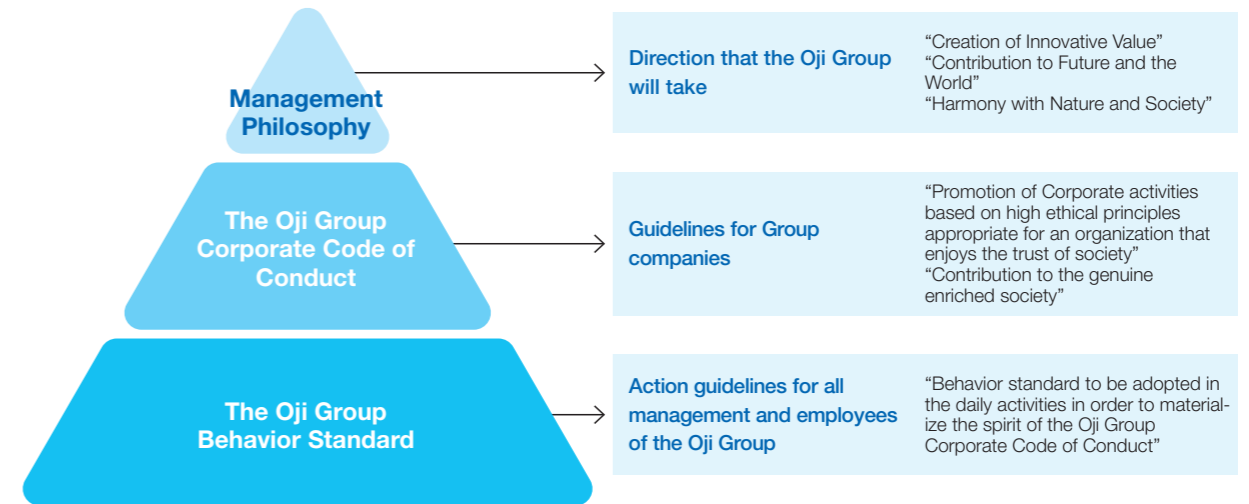 Management
Philosophy
Direction that the Oji Group
will take
“Creation of Innovative Value”
“Contribution to Future and the
World”
“Harmony with Nature and Society”
The Oji Group
Corporate Code of
Conduct
Guidelines for Group
companies
“Promotion of Corporate activities
based on high ethical principles
appropriate for an organization that
enjoys the trust of society”
“Contribution to the genuine
enriched society”
The Oji Group
Behavior Standard
Action guidelines for all
management and employees
of the Oji Group
“Behavior standard to be adopted in
the daily activities in order to material-
ize the spirit of the Oji Group
Corporate Code of Conduct”